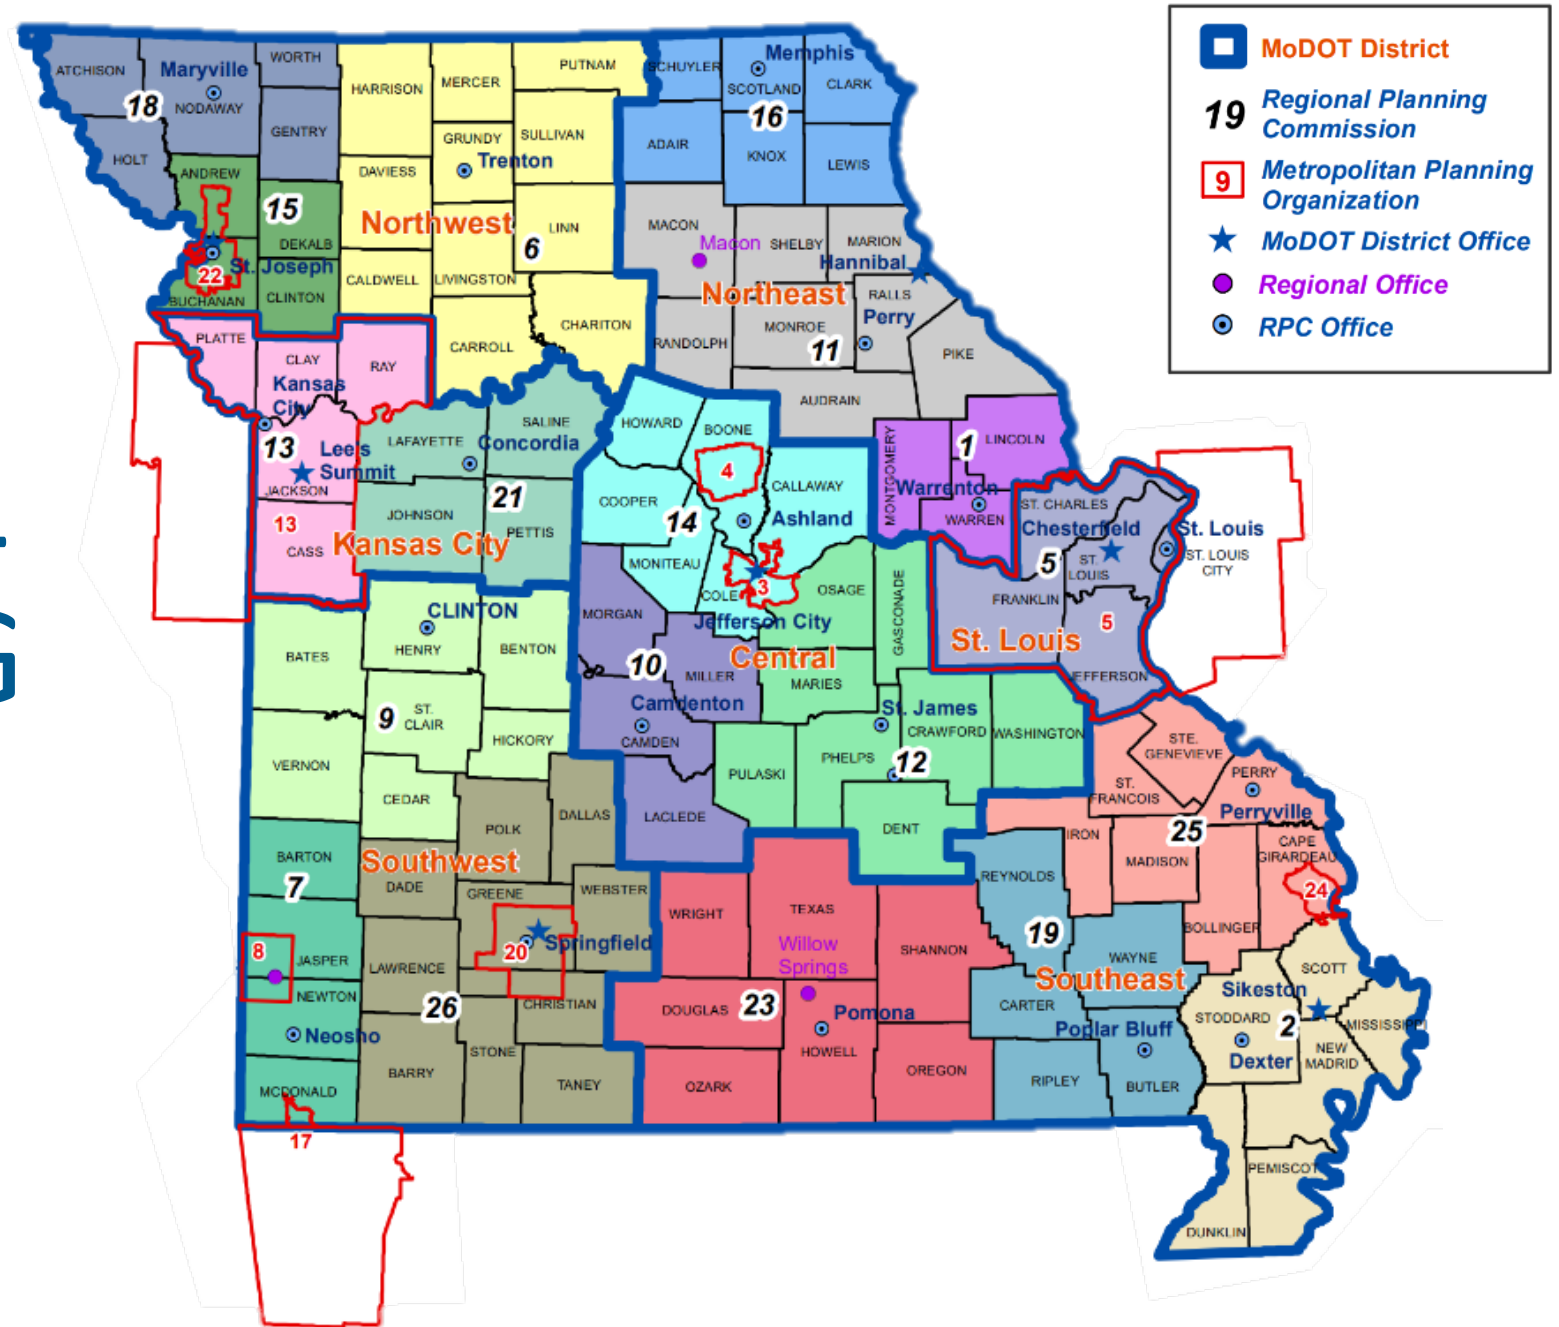 MoDOT District
19 Regional Planning
Commission
9 Metropolitan Planning
Organization
MoDOT District Office
Regional Office
RPC Office
ATCHISON
Maryville
NODAWAY
18
HOLT
WORTH
GENTRY
HARRISON
MERCER
PUTNAM
GRUNDY
SULLIVAN
Trenton
DAVIESS
Northwest
6
LINN
CALDWELL
LIVINGSTON
CARROLL
CHARITON
ANDREW
15
DEKALB
St. Joseph
22
BUCHANAN
CLINTON
SCHUYLER
Memphis
SCOTLAND
CLARK
16
ADAIR
KNOX
LEWIS
MACON
Macon
SHELBY
MARION
Hannibal
Northeast
RALLS
Perry
MONROE
RANDOLPH
11
PIKE
AUDRAIN
PLATTE
CLAY
RAY
Kansas
City
13
Lee's
Summit
JACKSON
13
CASS
LAFAYETTE
SALINE
Concordia
21
JOHNSON
PETTIS
Kansas City
HOWARD
BOONE
4
COOPER
CALLAWAY
14
Ashland
MONITEAU
COLE
3
Jefferson City
MONTGOMERY
1
LINCOLN
Warrenton
WARREN
ST. CHARLES
Chesterfield
St. Louis
5
ST.
LOUIS
ST. LOUIS
CITY
FRANKLIN
5
St. Louis
JEFFERSON
OSAGE
GASCONADE
Central
MARIES
St. James
CRAWFORD
WASHINGTON
PHELPS
12
PULASKI
DENT
MORGAN
10
MILLER
Camdenton
CAMDEN
LACLEDE
CLINTON
HENRY
BENTON
BATES
9
ST.
CLAIR
HICKORY
VERNON
CEDAR
POLK
DALLAS
BARTON
Southwest
7
DADE
GREENE
WEBSTER
8
JASPER
20
Springfield
LAWRENCE
NEWTON
26
CHRISTIAN
Neosho
STONE
BARRY
TANEY
MCDONALD
17
WRIGHT
TEXAS
Willow
Springs
SHANNON
DOUGLAS
23
Pomona
HOWELL
OZARK
OREGON
STE.
GENEVIEVE
PERRY
ST.
FRANCOIS
Perryville
25
IRON
MADISON
CAPE
GIRARDEAU
24
BOLLINGER
REYNOLDS
19
WAYNE
Southeast
CARTER
Poplar Bluff
RIPLEY
BUTLER
SCOTT
Sikeston
STODDARD
2
MISSISSIPPI
Dexter
NEW
MADRID
PEMISCOT
DUNKLIN